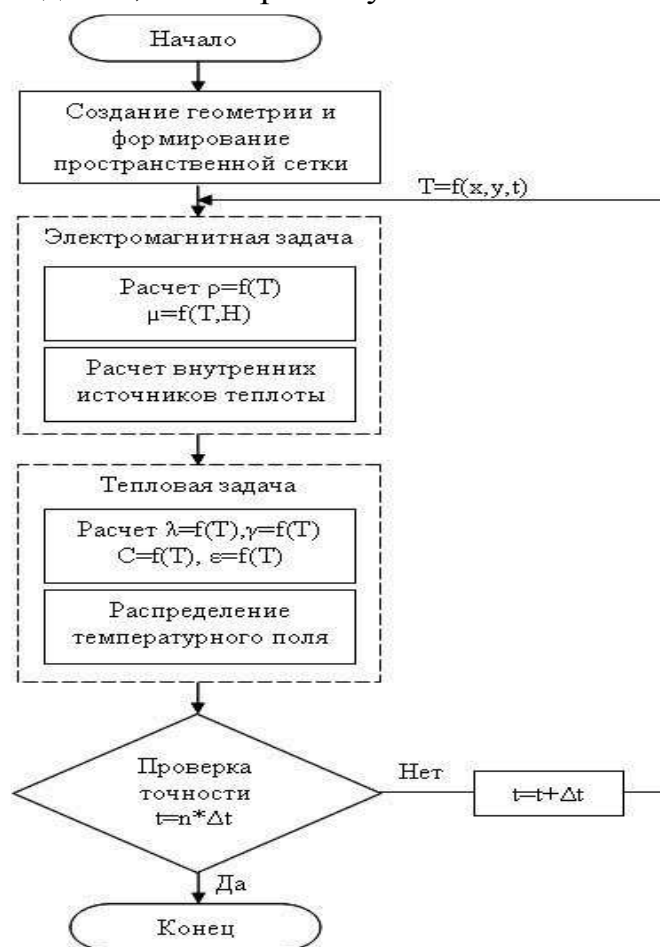 Начало
Создание геометрии и
формирование
пространственной сетки
T=f(x,y,t)
Электромагнитная задача
Расчет ρ=f(T)
μ=f(T,H)
Расчет внутренних
источников теплоты
Тепловая задача
Расчет λ=f(T),γ=f(T)
C=f(T), ε=f(T)
Распределение
температурного поля
Проверка
точности
t=n*Δt
Нет
t=t+Δt
Да
Конец